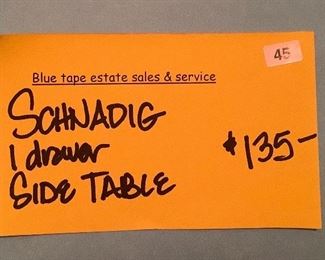 45
Blue tape estate sales & service
SCHNADIG
1 drawer $135-
SIDE TABLE